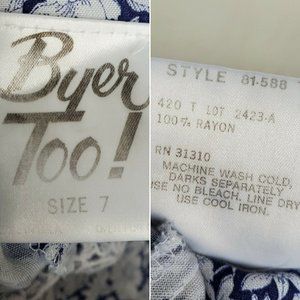 Byer
Too!
SIZE 7
STYLE 81-588
420 T LOT 2423-A
100% RAYON
RN 31310
MACHINE WASH COLD,
DARKS SEPARATELY
USE NO BLEACH. LINE DRY
USE COOL IRON.